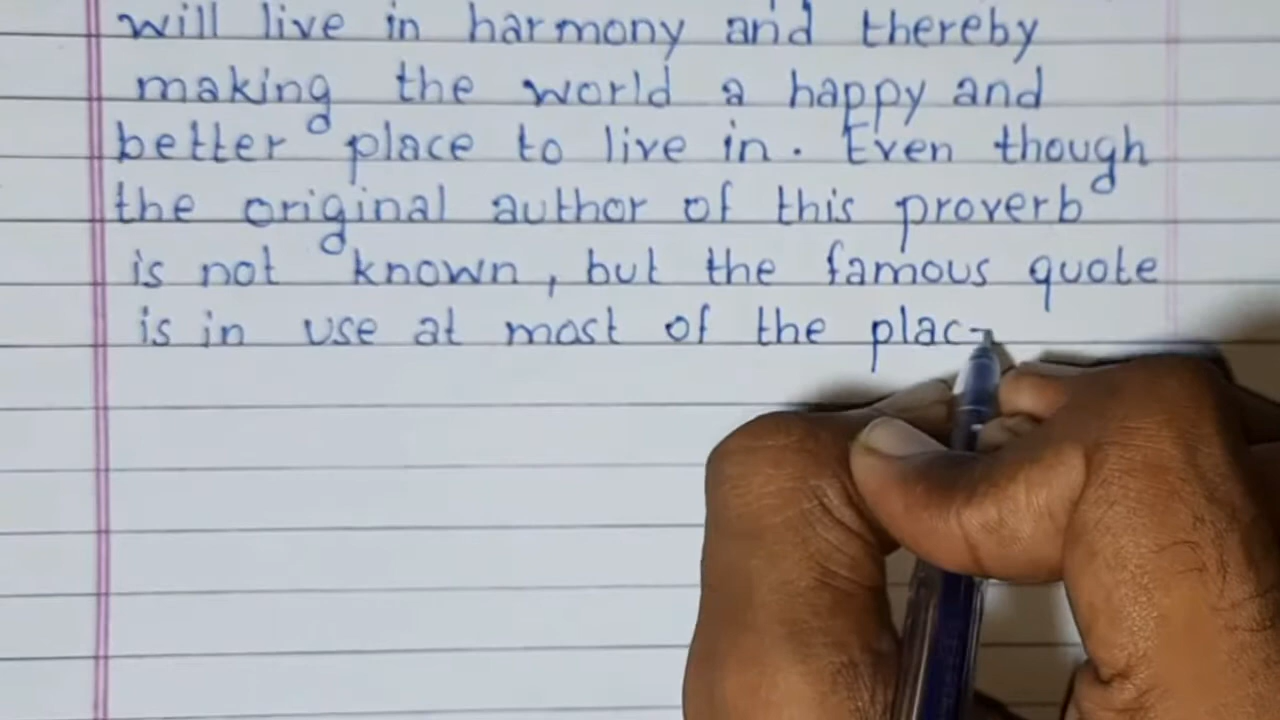 will live in harmony and thereby
making the world a happy and
better place to live in. Even though
the original author of this proverb
is not known, but the famous quote
is in use at most of the plac